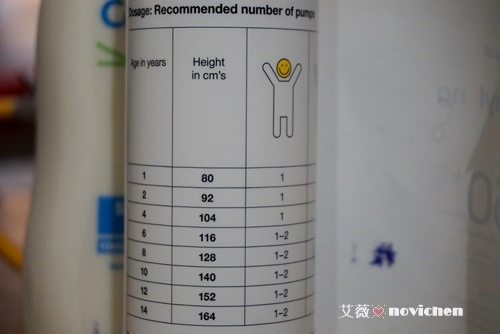 Dosage: Recommended number of pumps
Age in years Height in cm's
1 80 1
2 92 1
4 104 1
6 116 1–2
8 128 1–2
10 140 1–2
12 152 1–2
14 164 1–2
艾薇 novichen